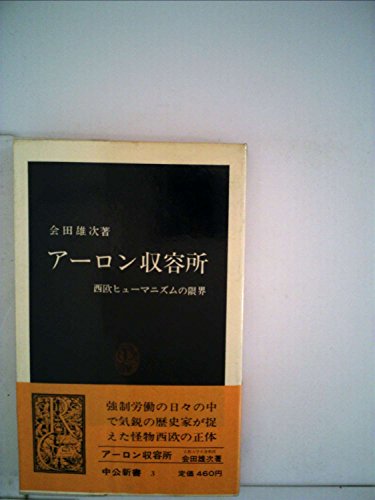 会田雄次著
アーロン収容所
西欧ヒューマニズムの限界
強制労働の日々の中
で気鋭の歴史家が捉
えた怪物西欧の正体
アーロン収容所
会田雄次著
中公新書 3 定価 460円